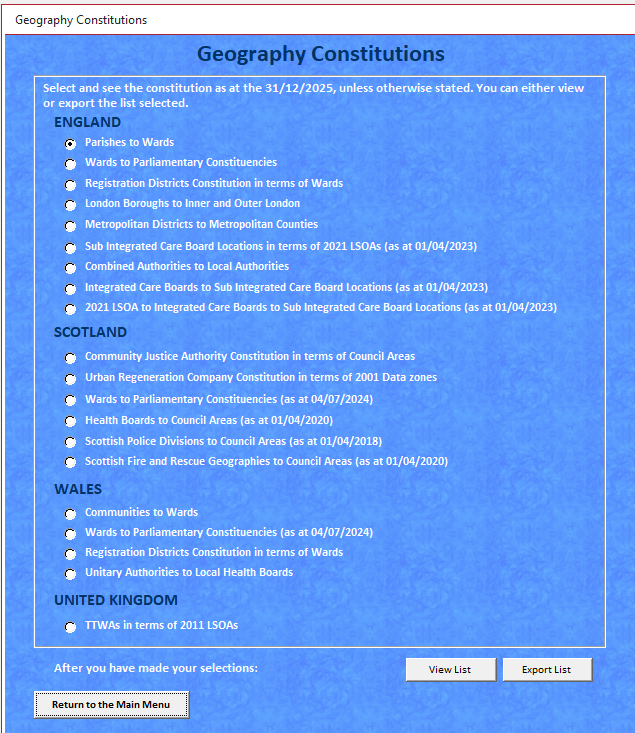 Geography Constitutions
Geography Constitutions
Select and see the constitution as at the 31/12/2025, unless otherwise stated. You can either view
or export the list selected.
ENGLAND
Parishes to Wards
Wards to Parliamentary Constituencies
Registration Districts Constitution in terms of Wards
London Boroughs to Inner and Outer London
Metropolitan Districts to Metropolitan Counties
Sub Integrated Care Board Locations in terms of 2021 LSOAs (as at 01/04/2023)
Combined Authorities to Local Authorities
Integrated Care Boards to Sub Integrated Care Board Locations (as at 01/04/2023)
2021 LSOA to Integrated Care Boards to Sub Integrated Care Board Locations (as at 01/04/2023)
SCOTLAND
Community Justice Authority Constitution in terms of Council Areas
Urban Regeneration Company Constitution in terms of 2001 Data zones
Wards to Parliamentary Constituencies (as at 04/07/2024)
Health Boards to Council Areas (as at 01/04/2020)
Scottish Police Divisions to Council Areas (as at 01/04/2018)
Scottish Fire and Rescue Geographies to Council Areas (as at 01/04/2020)
WALES
Communities to Wards
Wards to Parliamentary Constituencies (as at 04/07/2024)
Registration Districts Constitution in terms of Wards
Unitary Authorities to Local Health Boards
UNITED KINGDOM
TTWAs in terms of 2011 LSOAs
After you have made your selections:
View List
Export List
Return to the Main Menu